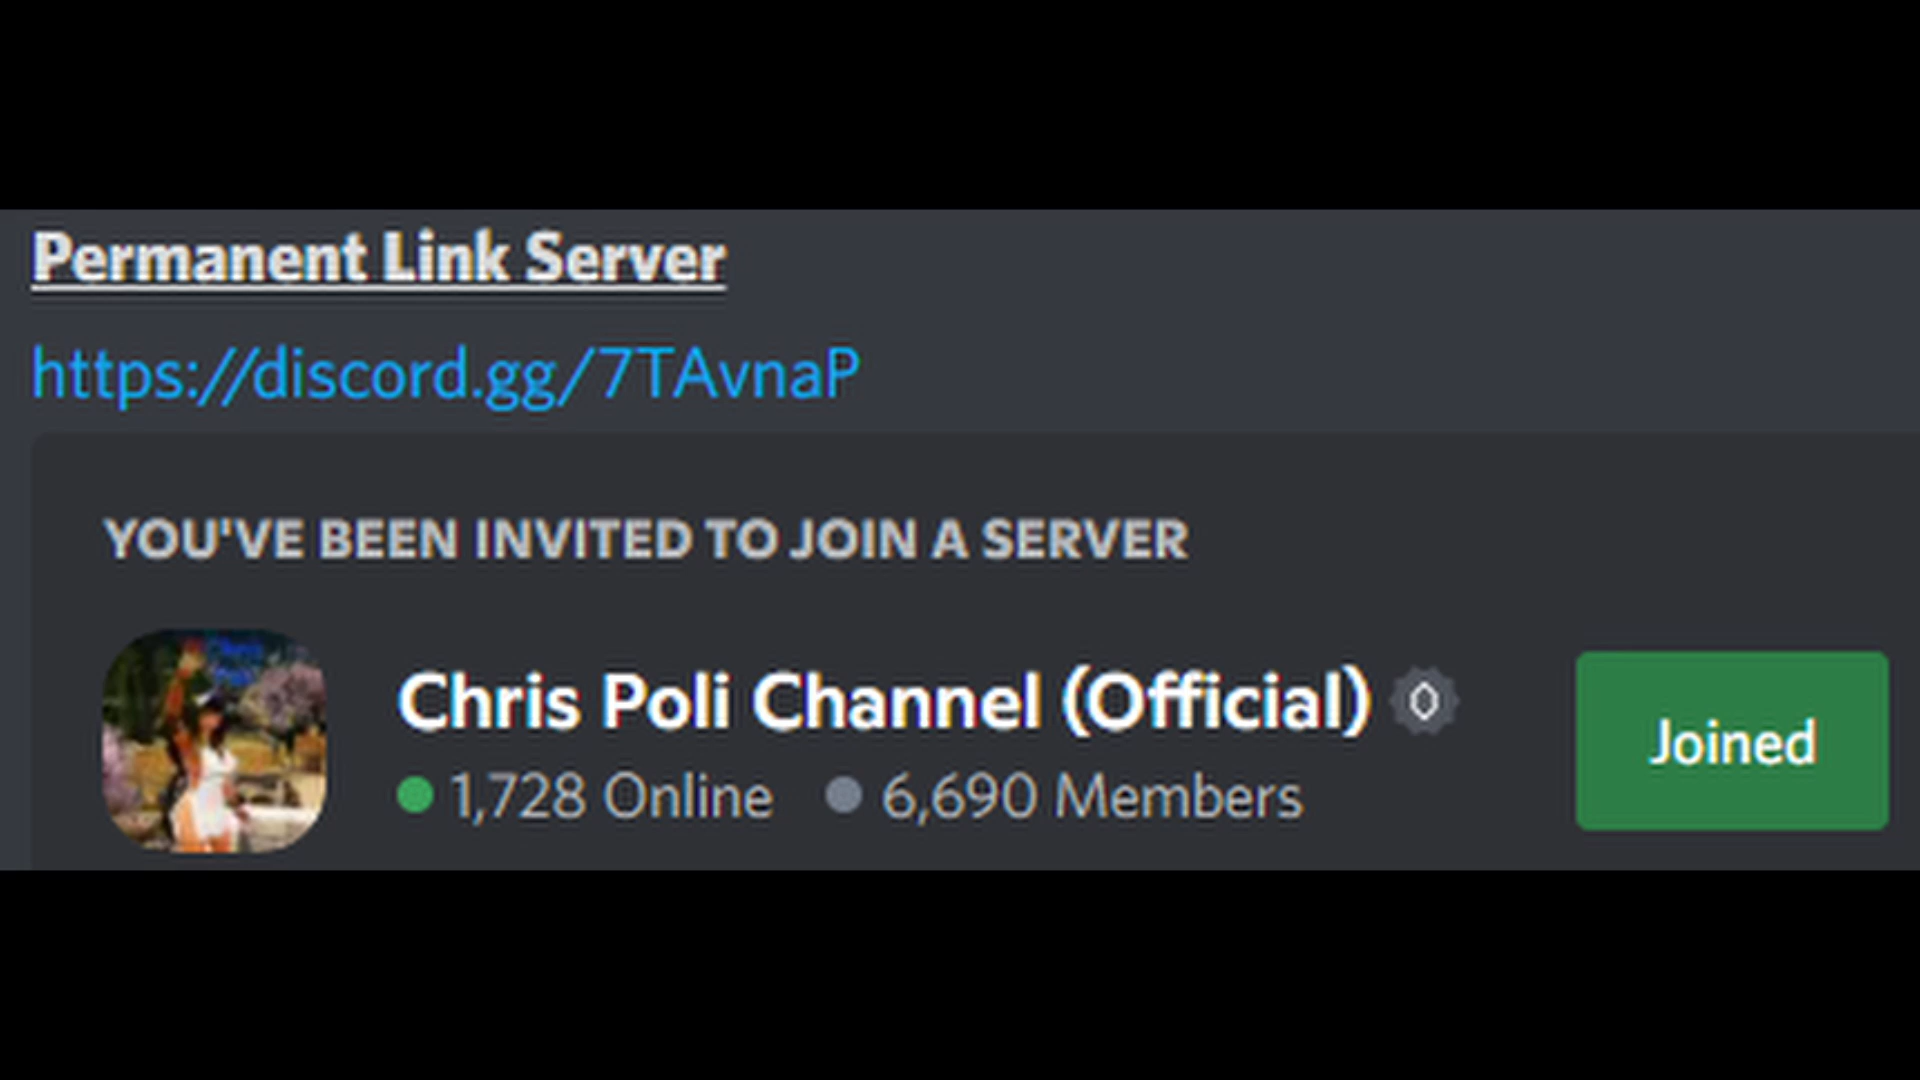 Permanent Link Server
https://discord.gg/7TAvnaP
YOU'VE BEEN INVITED TO JOIN A SERVER
Chris Poli Channel (Official)
1,728 Online 6,690 Members
Joined